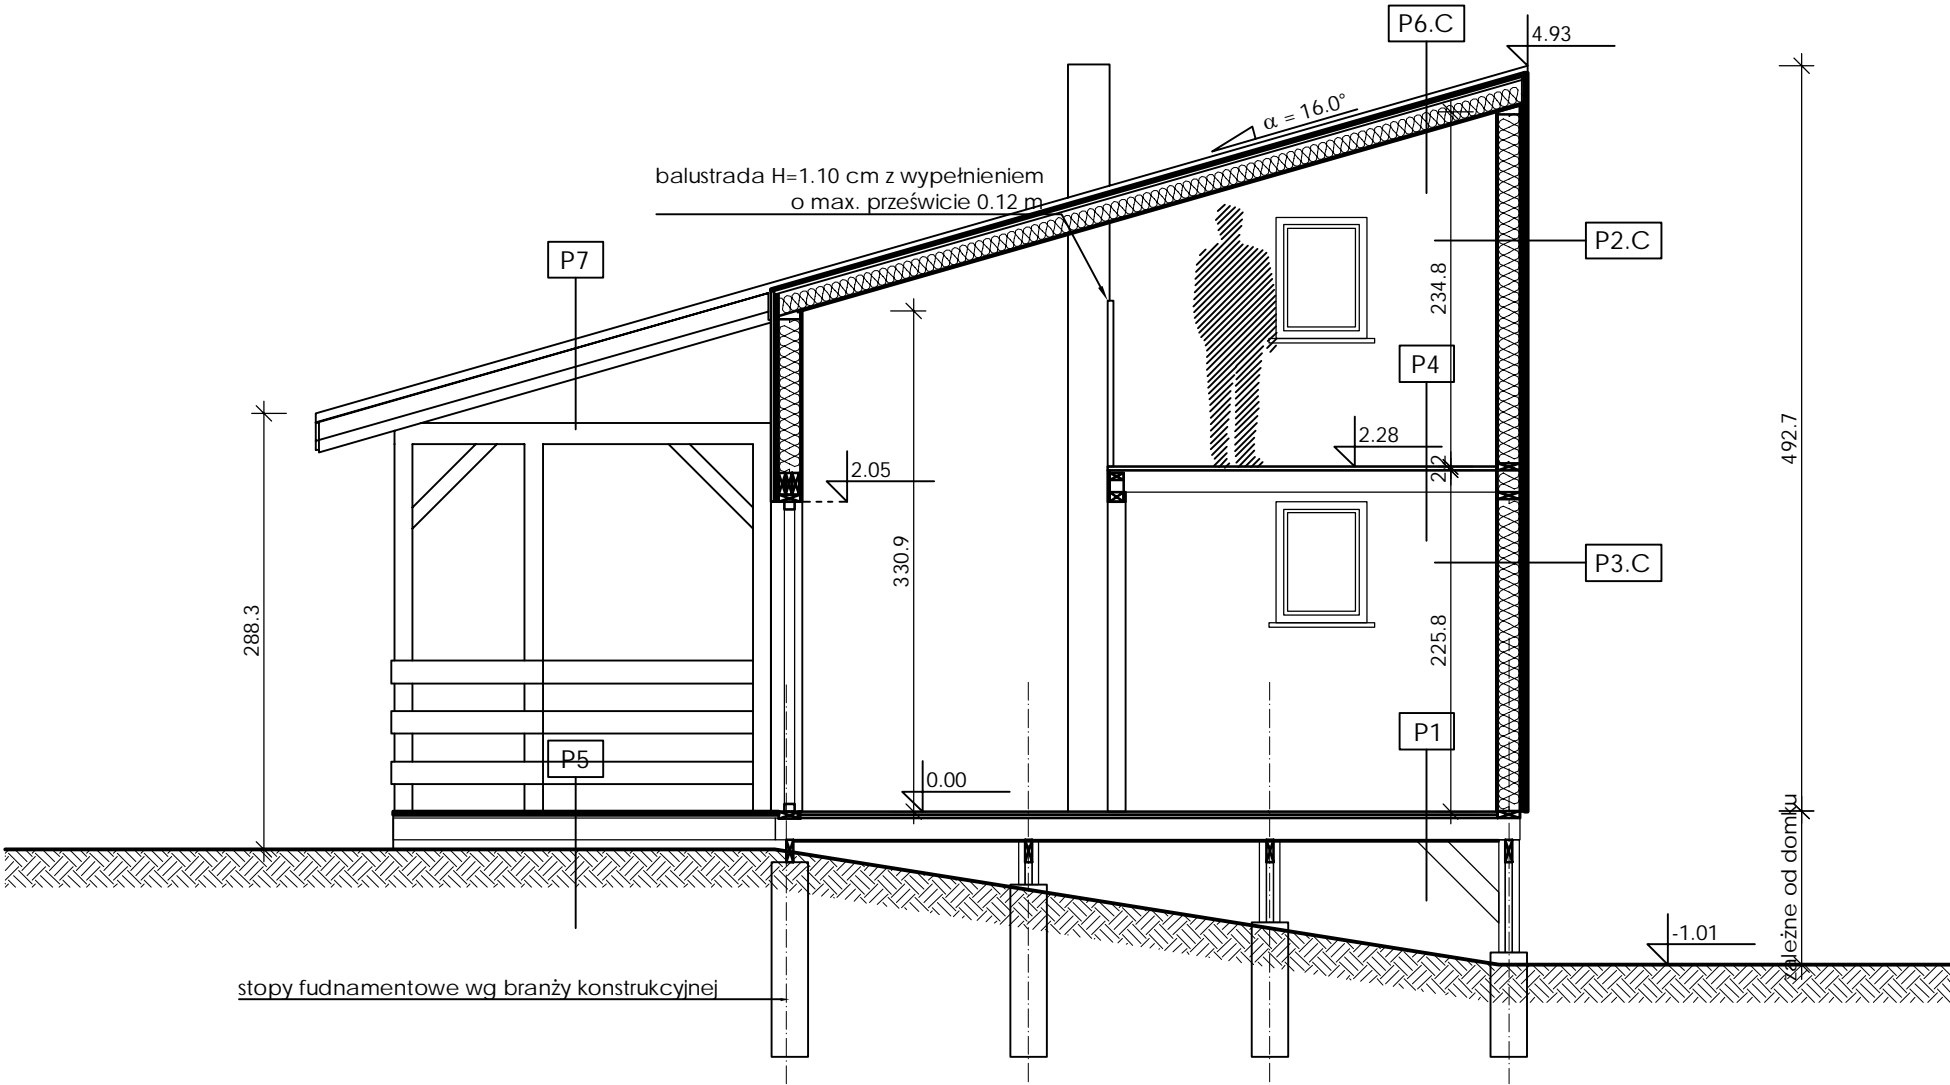 P6.C
4.93
α = 16.0°
balustrada H=1.10 cm z wypełnieniem
o max. prześwicie 0.12 m
P7
P2.C
234.8
P4
2.28
492.7
2.05
22
330.9
P3.C
288.3
225.8
P1
P5
0.00
zależne od domku
-1.01
stopy fudnamentowe wg branży konstrukcyjnej